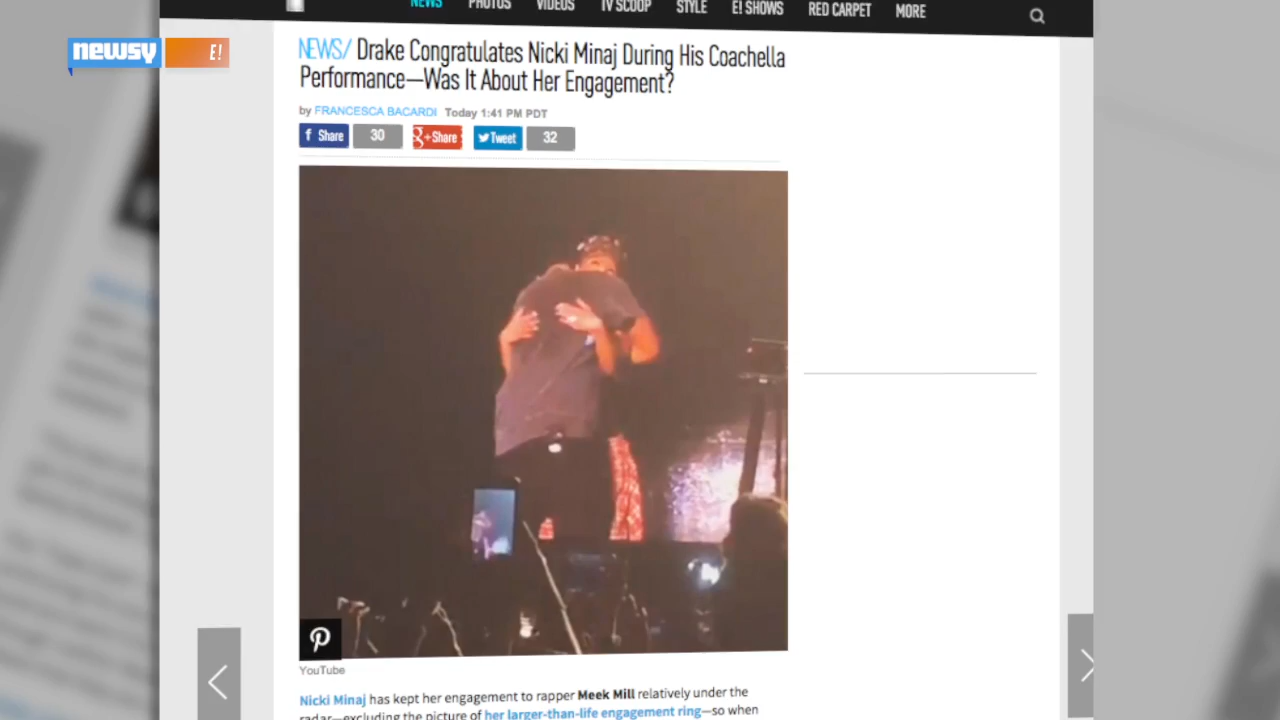 NEWS PHOTOS VIDEOS TV SCOOP STYLE E! SHOWS RED CARPET MORE
newsy E!
NEWS/ Drake Congratulates Nicki Minaj During His Coachella
Performance—Was It About Her Engagement?
by FRANCESCA BACARDI Today 1:41 PM PDT
f Share 30 g+Share Tweet 32
YouTube
Nicki Minaj has kept her engagement to rapper Meek Mill relatively under the
radar—excluding the picture of her larger-than-life engagement ring—so when